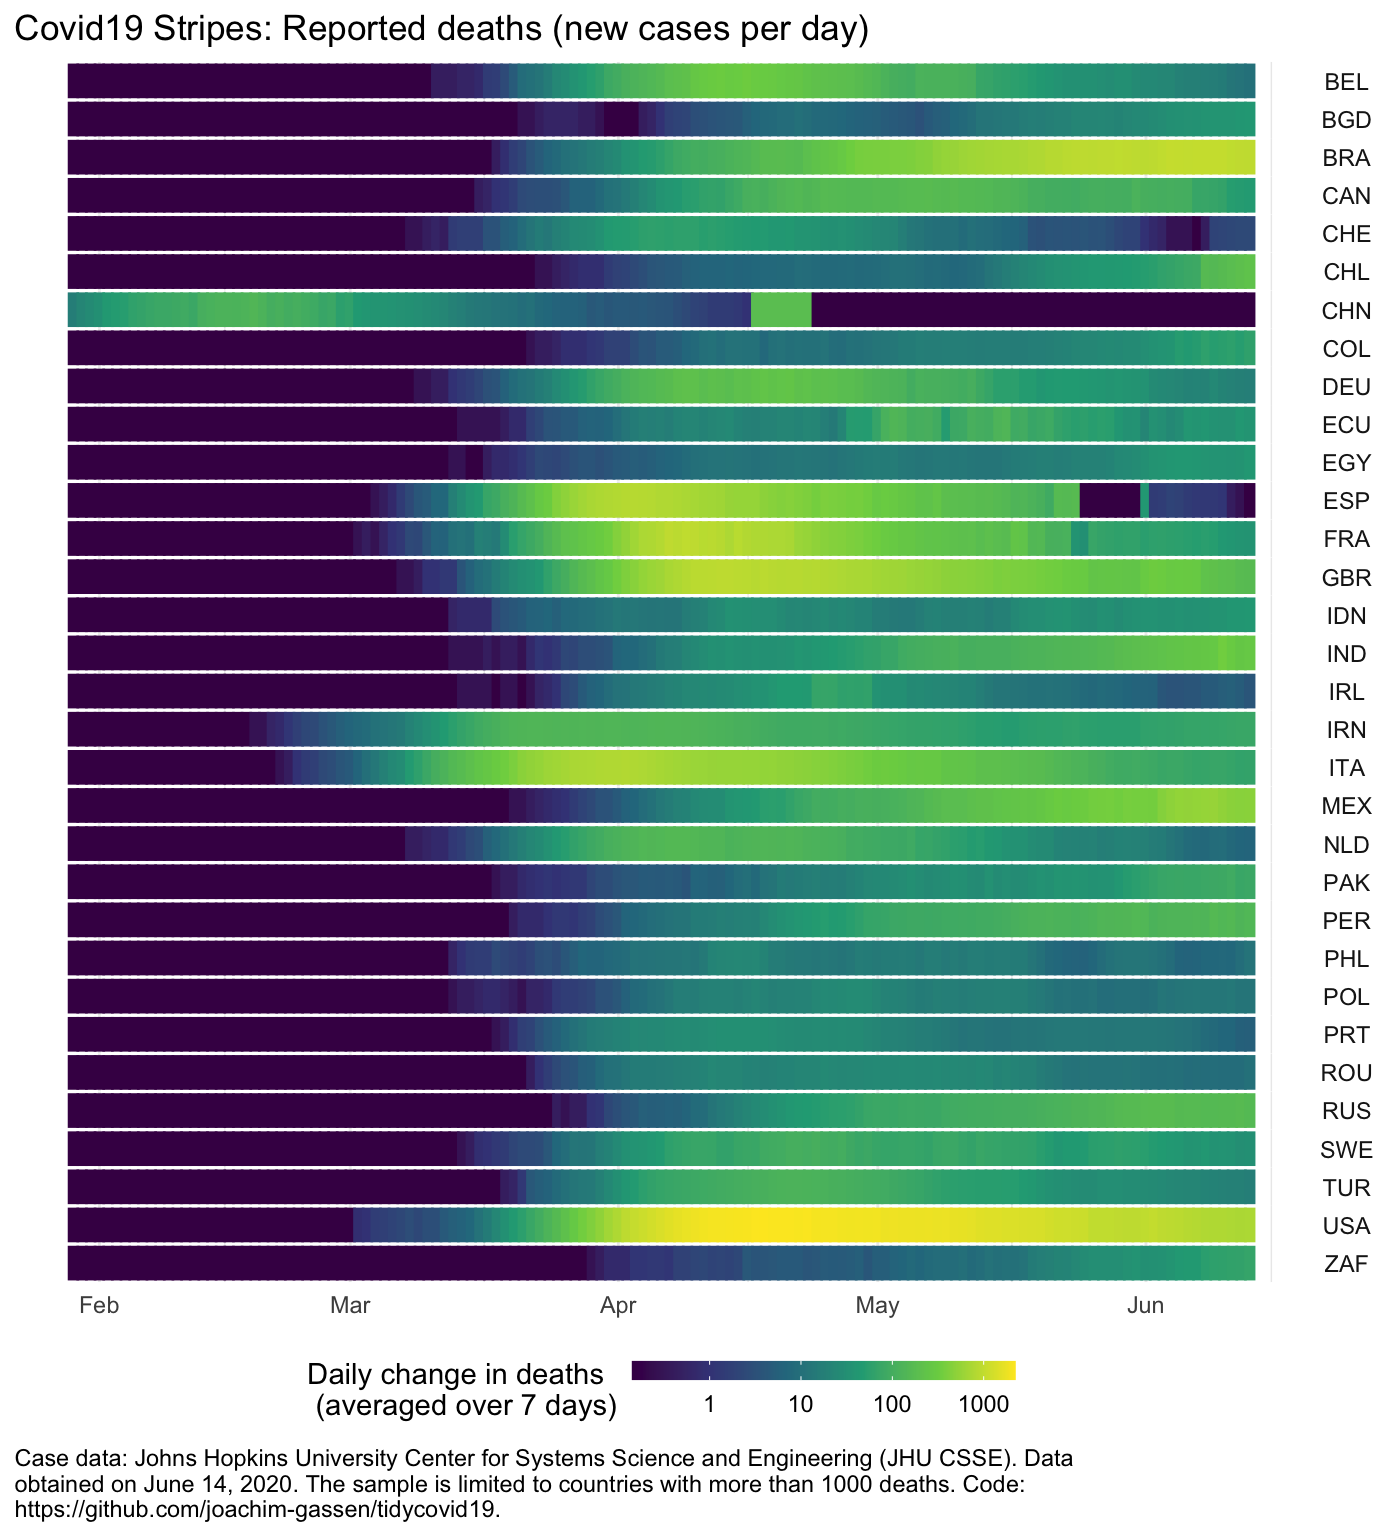 Covid19 Stripes: Reported deaths (new cases per day)
BEL
BGD
BRA
CAN
CHE
CHL
CHN
COL
DEU
ECU
EGY
ESP
FRA
GBR
IDN
IND
IRL
IRN
ITA
MEX
NLD
PAK
PER
PHL
POL
PRT
ROU
RUS
SWE
TUR
USA
ZAF
Feb Mar Apr May Jun
Daily change in deaths
(averaged over 7 days)
1 10 100 1000
Case data: Johns Hopkins University Center for Systems Science and Engineering (JHU CSSE). Data
obtained on June 14, 2020. The sample is limited to countries with more than 1000 deaths. Code:
https://github.com/joachim-gassen/tidycovid19.